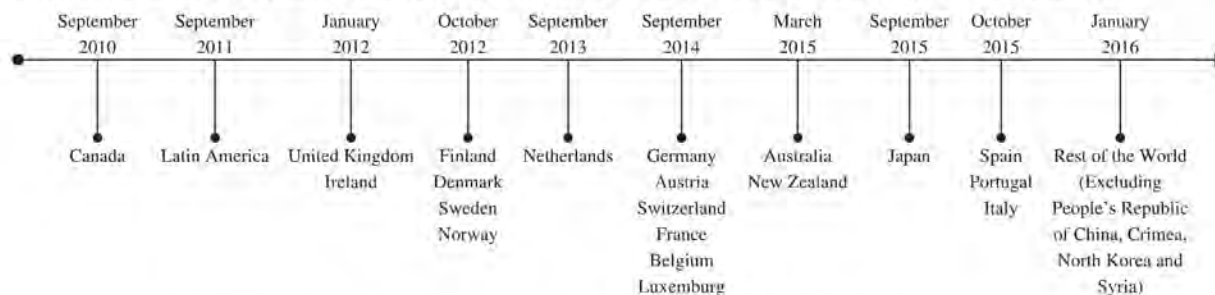 September September January October September September March September October January
2010 2011 2012 2012 2013 2014 2015 2015 2015 2016
Canada Latin America United Kingdom Finland Netherlands Germany Australia Japan Spain Rest of the World
Ireland Denmark Austria New Zealand Portugal (Excluding
Sweden Switzerland Italy People's Republic
Norway France of China, Crimea,
Belgium North Korea and
Luxemburg Syria)